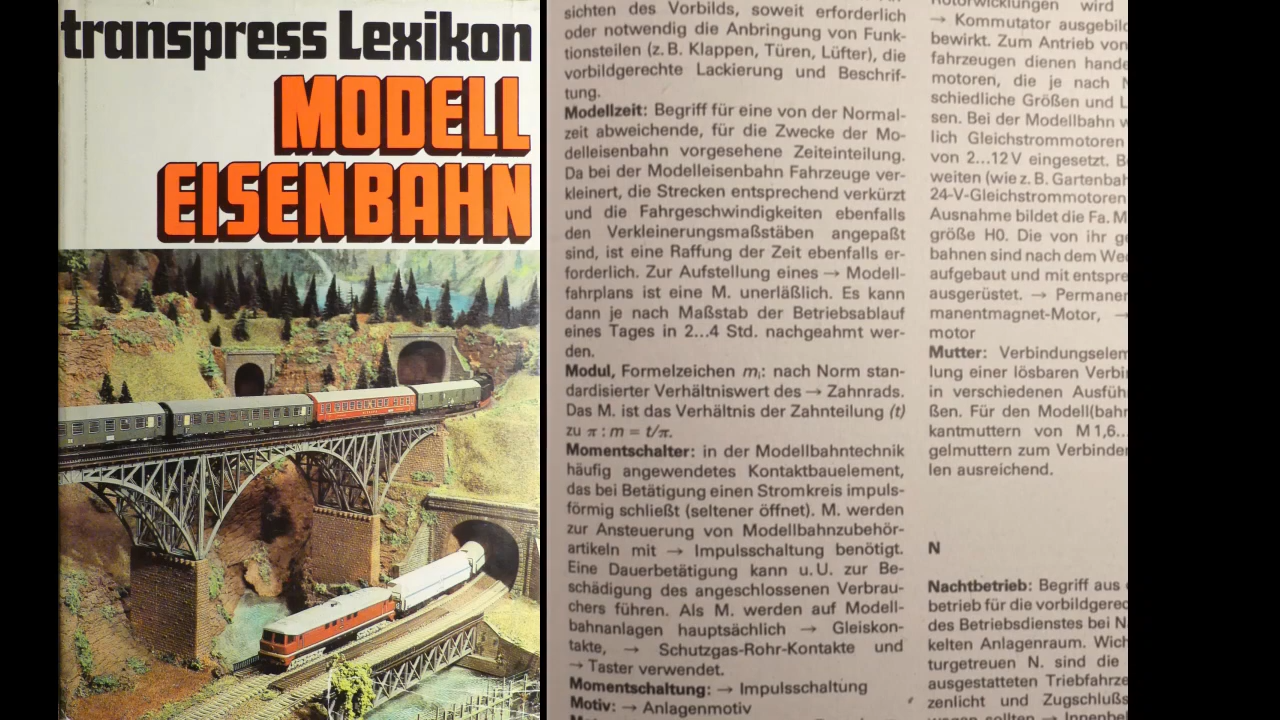 transpress Lexikon
MODELL
EISENBAHN
sichten des Vorbilds, soweit erforderlich
oder notwendig die Anbringung von Funk-
tionsteilen (z. B. Klappen, Türen, Lüfter), die
vorbildgerechte Lackierung und Beschrif-
tung.
Modellzeit: Begriff für eine von der Normal-
zeit abweichende, für die Zwecke der Mo-
delleisenbahn vorgesehene Zeiteinteilung.
Da bei der Modelleisenbahn Fahrzeuge ver-
kleinert, die Strecken entsprechend verkürzt
und die Fahrgeschwindigkeiten ebenfalls
den Verkleinerungsmaßstäben angepaßt
sind, ist eine Raffung der Zeit ebenfalls er-
forderlich. Zur Aufstellung eines → Modell-
fahrplans ist eine M. unerläßlich. Es kann
dann je nach Maßstab der Betriebsablauf
eines Tages in 2...4 Std. nachgeahmt wer-
den.
Modul, Formelzeichen mᵢ: nach Norm stan-
dardisierter Verhältniswert des → Zahnrads.
Das M. ist das Verhältnis der Zahnteilung (t)
zu π : m = t/π.
Momentschalter: in der Modellbahntechnik
häufig angewendetes Kontaktbauelement,
das bei Betätigung einen Stromkreis impuls-
förmig schließt (seltener öffnet). M. werden
zur Ansteuerung von Modellbahnzubehör-
artikeln mit → Impulsschaltung benötigt.
Eine Dauerbetätigung kann u. U. zur Be-
schädigung des angeschlossenen Verbrau-
chers führen. Als M. werden auf Modell-
bahnanlagen hauptsächlich → Gleiskon-
takte, → Schutzgas-Rohr-Kontakte und
→ Taster verwendet.
Momentschaltung: → Impulsschaltung
Motiv: → Anlagenmotiv
wird
→ Kommutator ausgebild
bewirkt. Zum Antrieb von
fahrzeugen dienen hande
motoren, die je nach
schiedliche Größen und L
sen. Bei der Modellbahn w
lich Gleichstrommotoren
von 2...12 V eingesetzt. B
weiten (wie z. B. Gartenbah
24-V-Gleichstrommotoren
Ausnahme bildet die Fa. M
größe H0. Die von ihr ge
bahnen sind nach dem We
aufgebaut und mit entspre
ausgerüstet. → Permanen
manentmagnet-Motor, →
motor
Mutter: Verbindungselem
lung einer lösbaren Verbi
in verschiedenen Ausfüh
ßen. Für den Modell(bahn
kantmuttern von M 1,6...
gelmuttern zum Verbinde
len ausreichend.
N
Nachtbetrieb: Begriff aus
betrieb für die vorbildgerec
des Betriebsdienstes bei N
kelten Anlagenraum. Wich
turgetreuen N. sind die
ausgestatteten Triebfahrze
zenlicht und Zugschluß
sollten → Innenbel